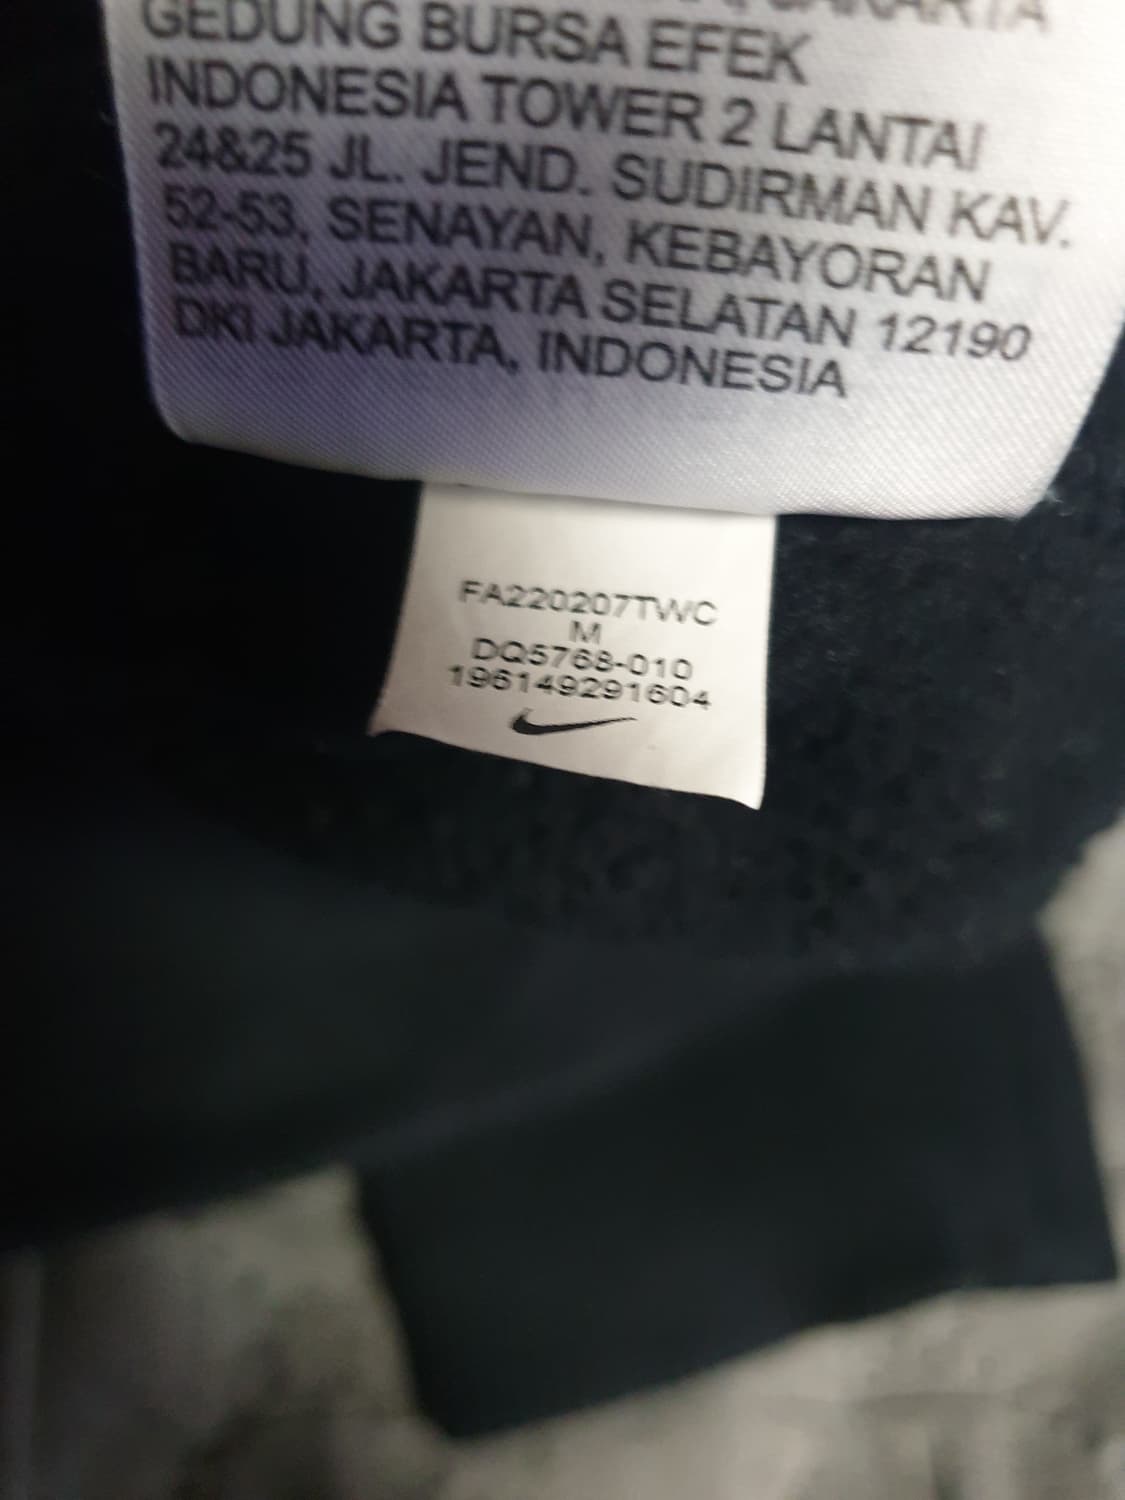 JAKARTA
GEDUNG BURSA EFEK
INDONESIA TOWER 2 LANTAI
24&25 JL. JEND. SUDIRMAN KAV.
52-53, SENAYAN, KEBAYORAN
BARU, JAKARTA SELATAN 12190
DKI JAKARTA, INDONESIA
FA220207TWC
M
DQ5768-010
196149291604